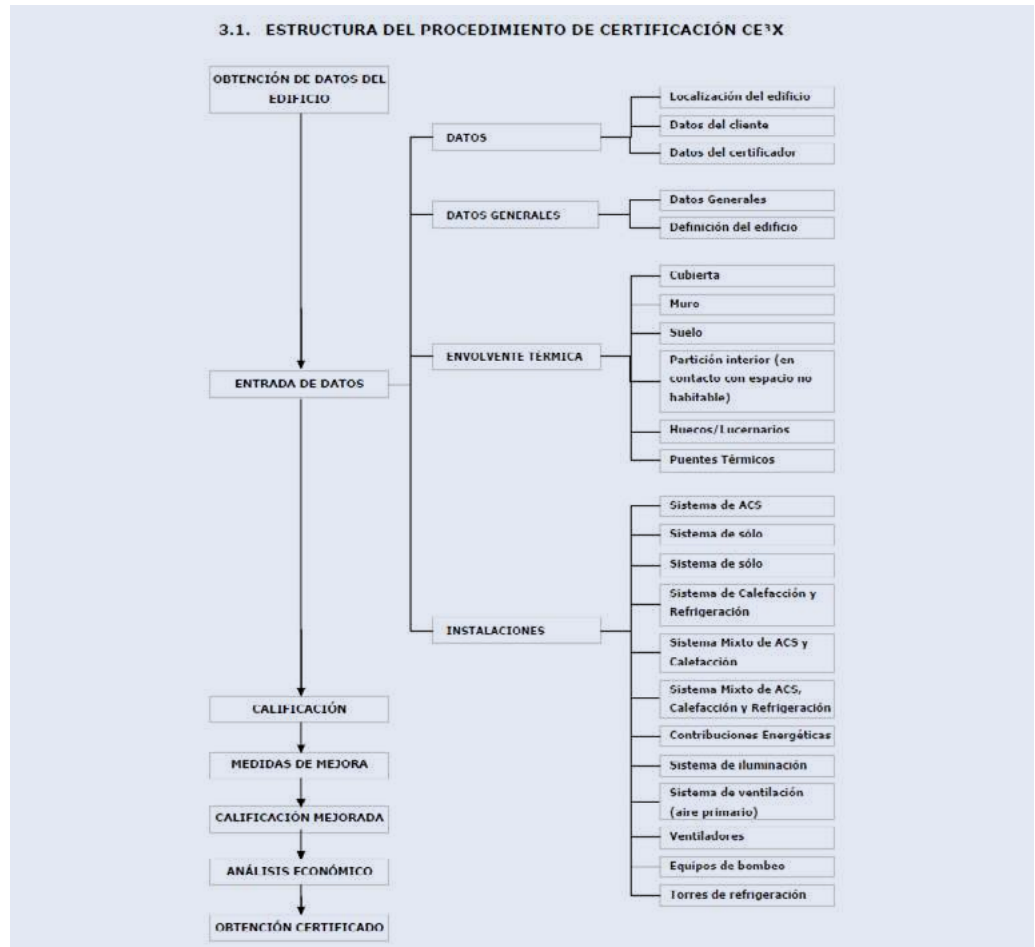 3.1. ESTRUCTURA DEL PROCEDIMIENTO DE CERTIFICACIÓN CE³X
OBTENCIÓN DE DATOS DEL
EDIFICIO
ENTRADA DE DATOS
CALIFICACIÓN
MEDIDAS DE MEJORA
CALIFICACIÓN MEJORADA
ANÁLISIS ECONÓMICO
OBTENCIÓN CERTIFICADO
DATOS
Localización del edificio
Datos del cliente
Datos del certificador
DATOS GENERALES
Datos Generales
Definición del edificio
ENVOLVENTE TÉRMICA
Cubierta
Muro
Suelo
Partición interior (en
contacto con espacio no
habitable)
Huecos/Lucernarios
Puentes Térmicos
INSTALACIONES
Sistema de ACS
Sistema de sólo
Sistema de sólo
Sistema de Calefacción y
Refrigeración
Sistema Mixto de ACS y
Calefacción
Sistema Mixto de ACS,
Calefacción y Refrigeración
Contribuciones Energéticas
Sistema de iluminación
Sistema de ventilación
(aire primario)
Ventiladores
Equipos de bombeo
Torres de refrigeración